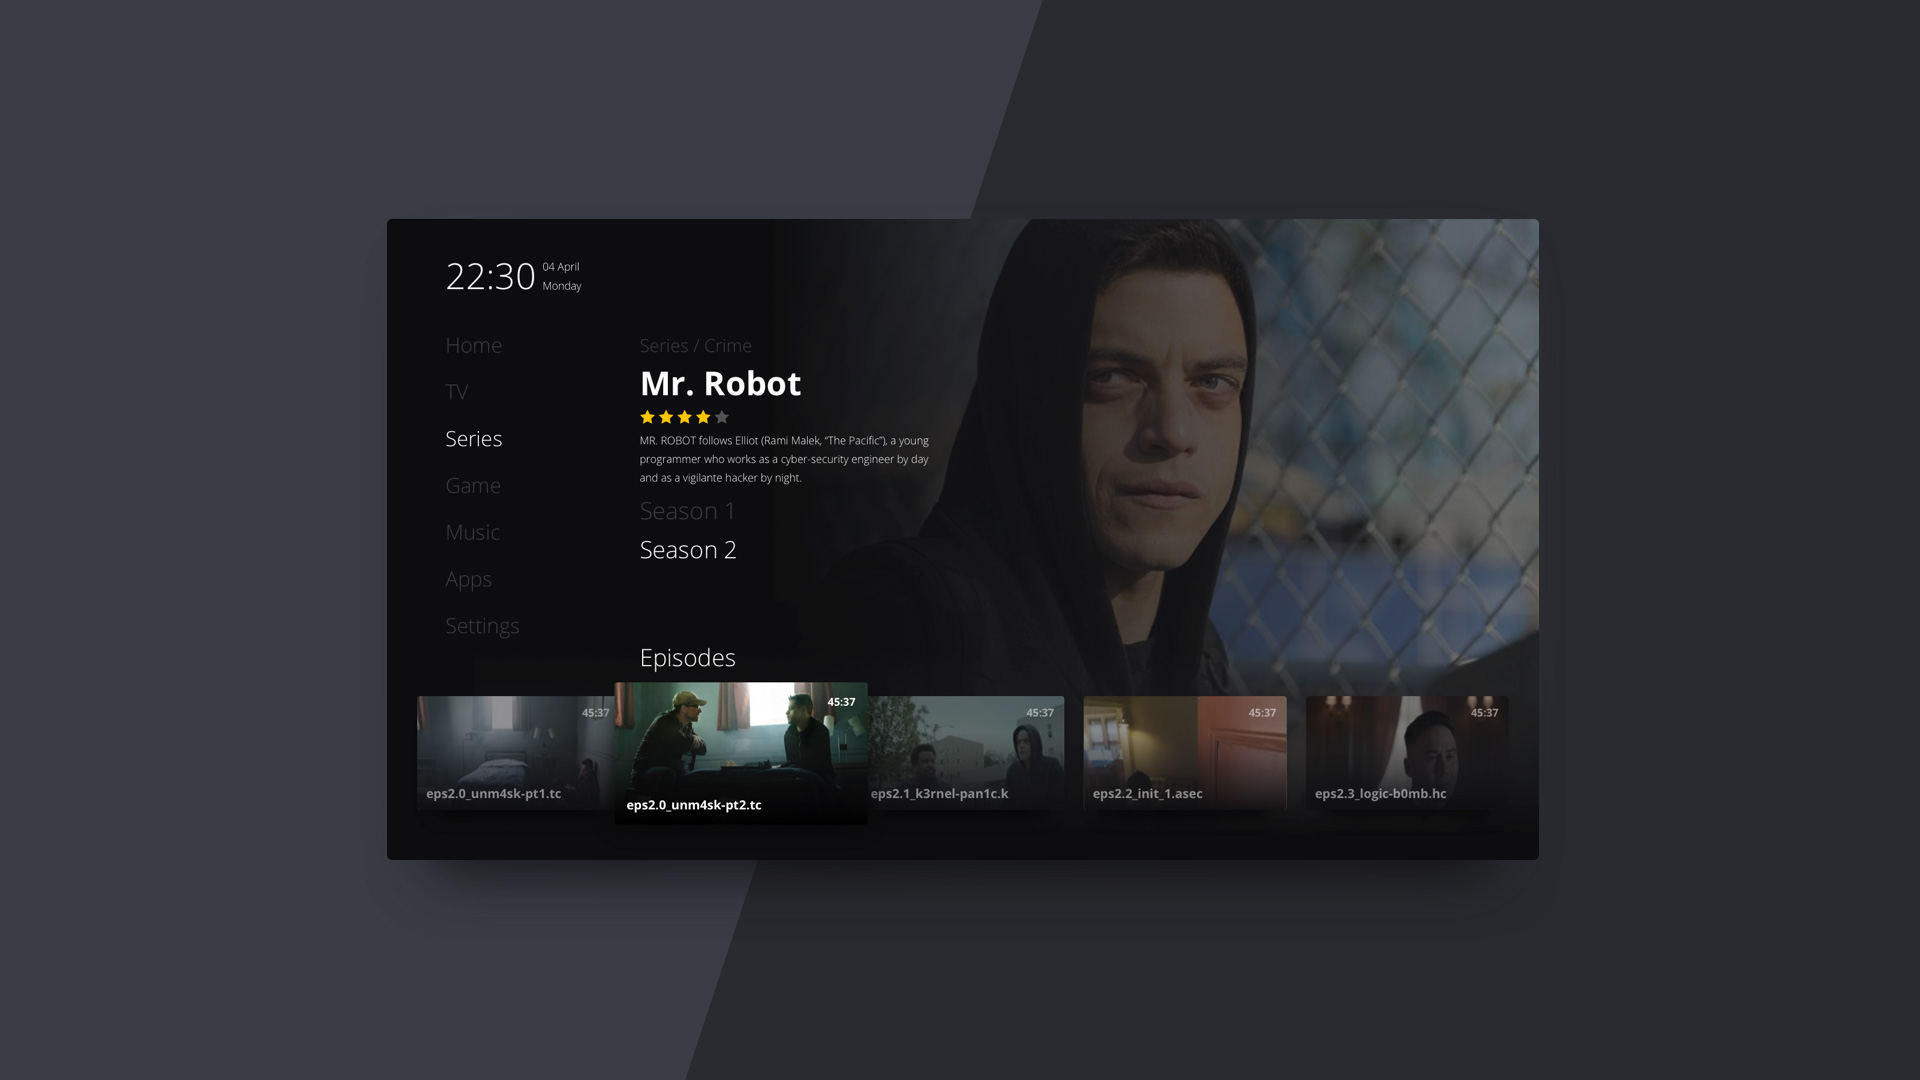 22:30
04 April
Monday
Home
TV
Series
Game
Music
Apps
Settings
Series / Crime
Mr. Robot
MR. ROBOT follows Elliot (Rami Malek, “The Pacific”), a young
programmer who works as a cyber-security engineer by day
and as a vigilante hacker by night.
Season 1
Season 2
Episodes
45:37
eps2.0_unm4sk-pt1.tc
45:37
eps2.0_unm4sk-pt2.tc
45:37
eps2.1_k3rnel-pan1c.k
45:37
eps2.2_init_1.asec
45:37
eps2.3_logic-b0mb.hc